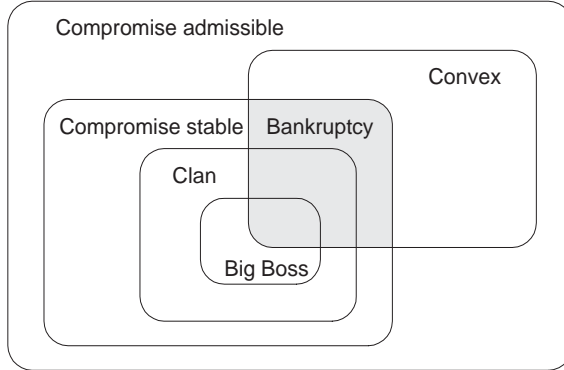 Compromise admissible
Convex
Compromise stable
Bankruptcy
Clan
Big Boss